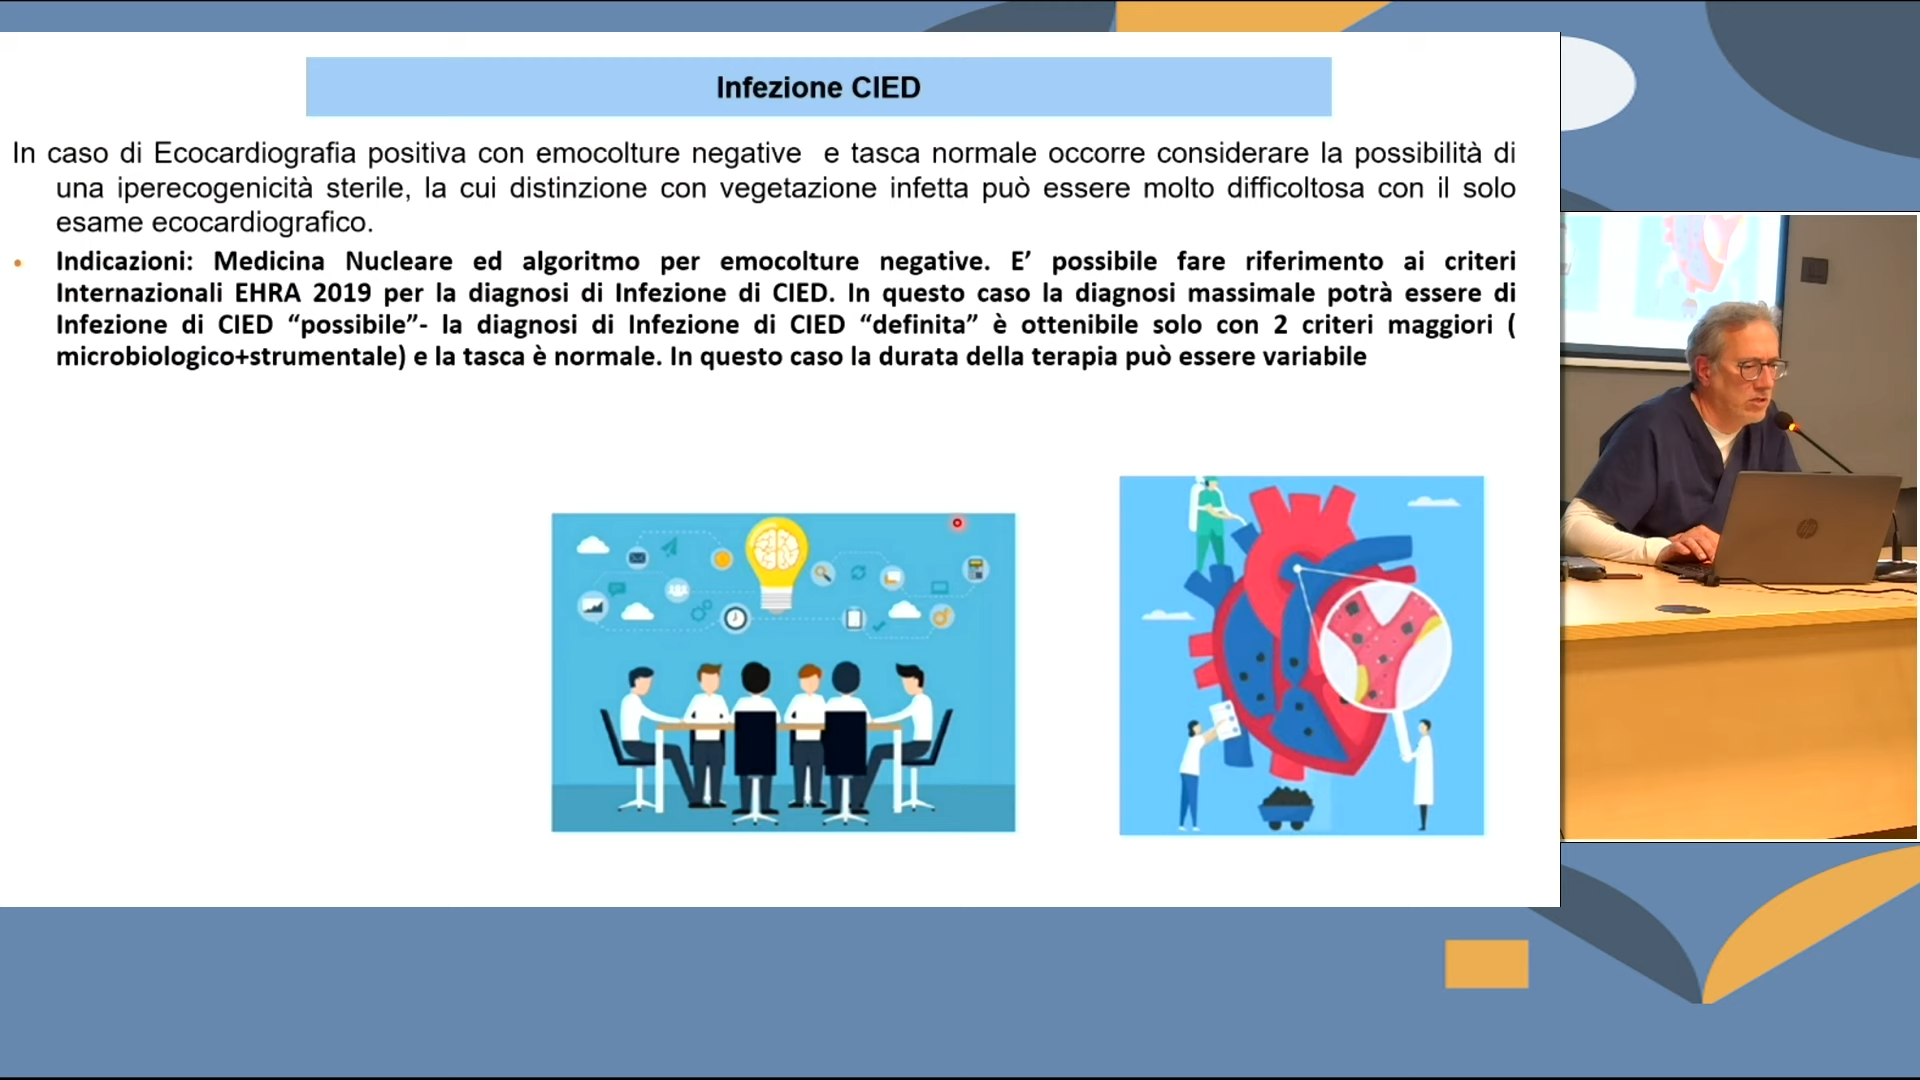 Infezione CIED
In caso di Ecocardiografia positiva con emocolture negative  e tasca normale occorre considerare la possibilità di
una iperecogenicità sterile, la cui distinzione con vegetazione infetta può essere molto difficoltosa con il solo
esame ecocardiografico.
• Indicazioni: Medicina Nucleare ed algoritmo per emocolture negative. E’ possibile fare riferimento ai criteri
Internazionali EHRA 2019 per la diagnosi di Infezione di CIED. In questo caso la diagnosi massimale potrà essere di
Infezione di CIED “possibile”- la diagnosi di Infezione di CIED “definita” è ottenibile solo con 2 criteri maggiori (
microbiologico+strumentale) e la tasca è normale. In questo caso la durata della terapia può essere variabile
hp